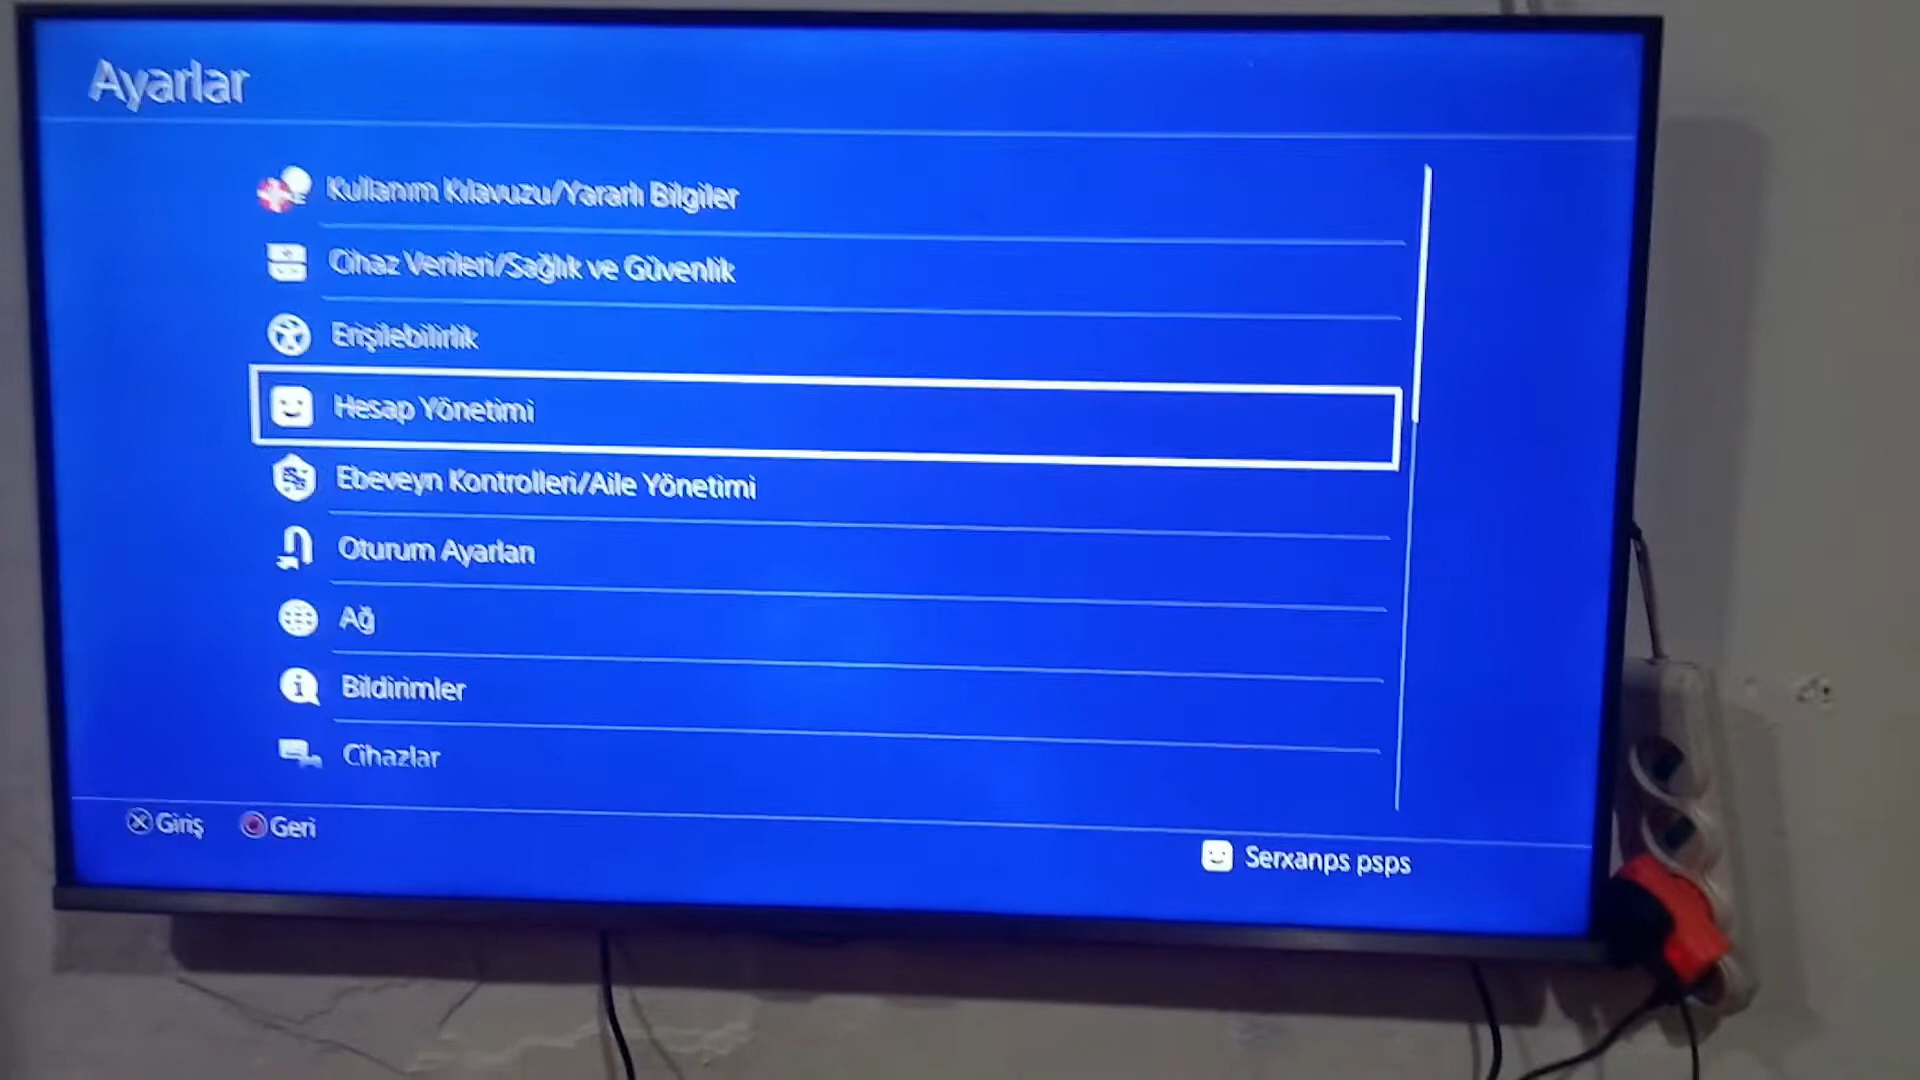 Ayarlar
Kullanım Kılavuzu/Yararlı Bilgiler
Cihaz Verileri/Sağlık ve Güvenlik
Erişilebilirlik
Hesap Yönetimi
Ebeveyn Kontrolleri/Aile Yönetimi
Oturum Ayarları
Ağ
Bildirimler
Cihazlar
Giriş Geri
Serxanps psps